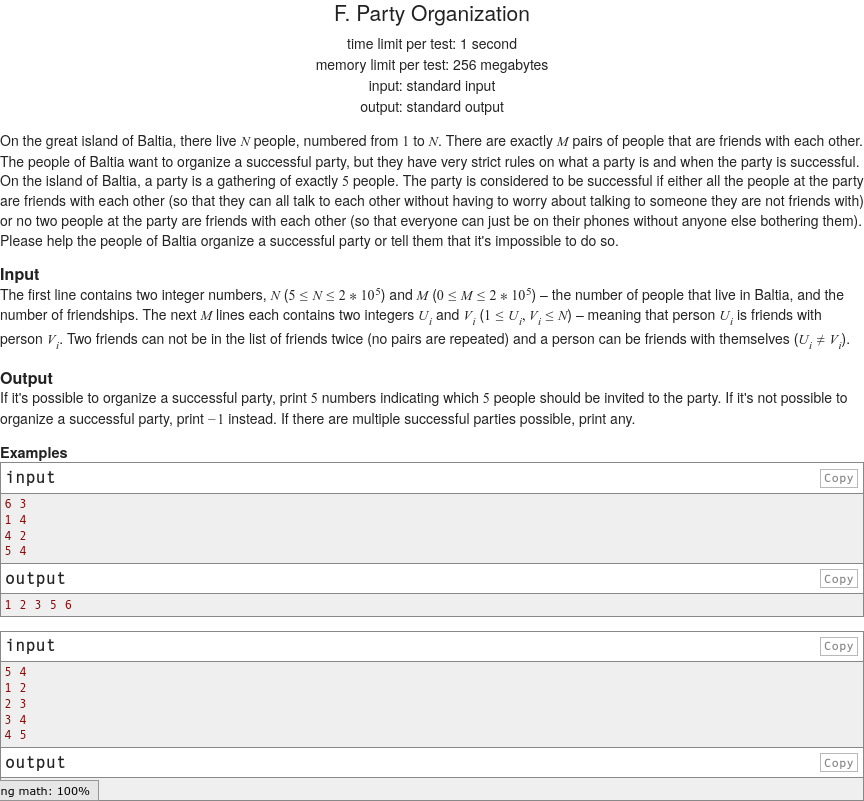 F. Party Organization
time limit per test: 1 second
memory limit per test: 256 megabytes
input: standard input
output: standard output
On the great island of Baltia, there live N people, numbered from 1 to N. There are exactly M pairs of people that are friends with each other.
The people of Baltia want to organize a successful party, but they have very strict rules on what a party is and when the party is successful.
On the island of Baltia, a party is a gathering of exactly 5 people. The party is considered to be successful if either all the people at the party
are friends with each other (so that they can all talk to each other without having to worry about talking to someone they are not friends with)
or no two people at the party are friends with each other (so that everyone can just be on their phones without anyone else bothering them).
Please help the people of Baltia organize a successful party or tell them that it's impossible to do so.
Input
The first line contains two integer numbers, N (5 ≤ N ≤ 2 * 10^5) and M (0 ≤ M ≤ 2 * 10^5) – the number of people that live in Baltia, and the
number of friendships. The next M lines each contains two integers U_i and V_i (1 ≤ U_i, V_i ≤ N) – meaning that person U_i is friends with
person V_i. Two friends can not be in the list of friends twice (no pairs are repeated) and a person can be friends with themselves (U_i ≠ V_i).
Output
If it's possible to organize a successful party, print 5 numbers indicating which 5 people should be invited to the party. If it's not possible to
organize a successful party, print −1 instead. If there are multiple successful parties possible, print any.
Examples
input Copy
6 3
1 4
4 2
5 4
output Copy
1 2 3 5 6
input Copy
5 4
1 2
2 3
3 4
4 5
output Copy
ng math: 100%